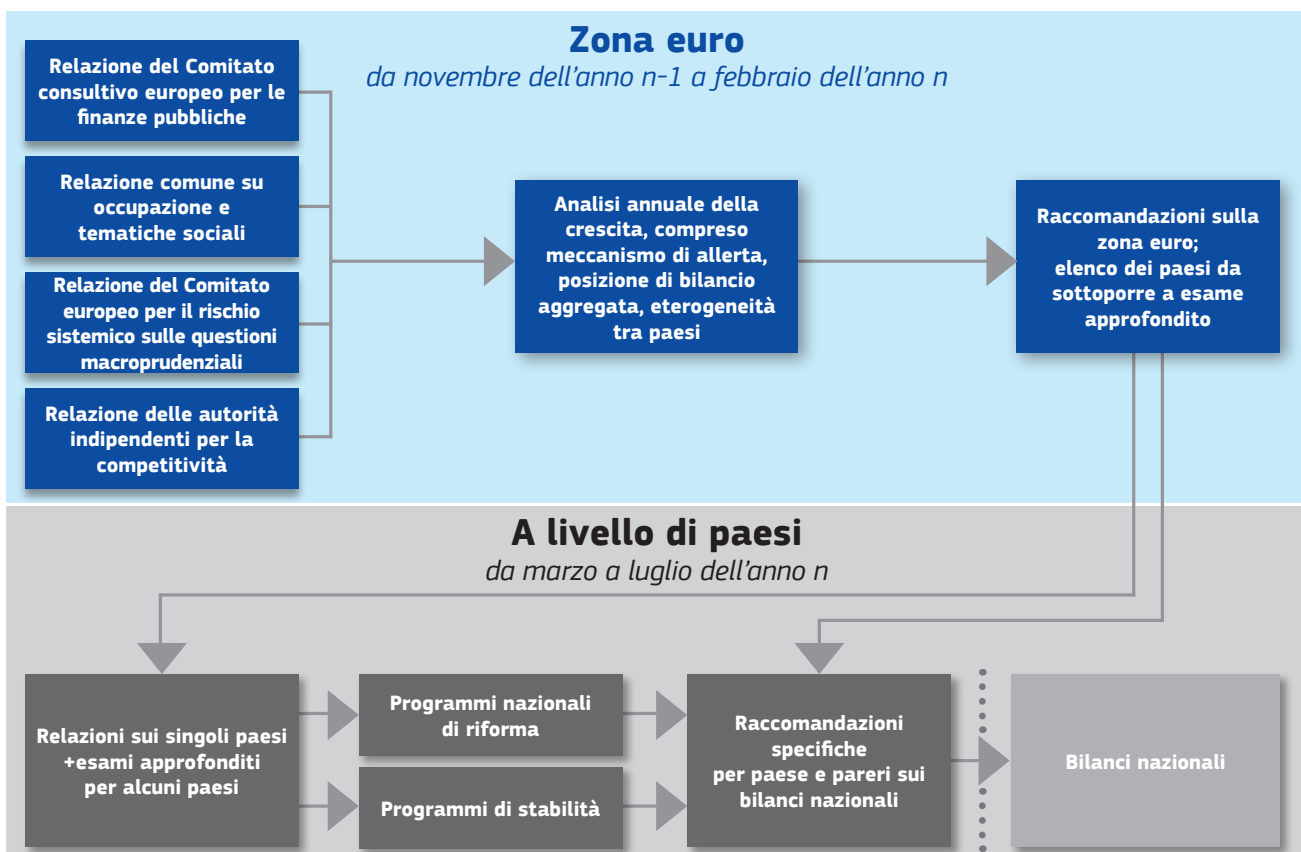 Zona euro
da novembre dell'anno n-1 a febbraio dell'anno n
Relazione del Comitato
consultivo europeo per le
finanze pubbliche
Relazione comune su
occupazione e
tematiche sociali
Relazione del Comitato
europeo per il rischio
sistemico sulle questioni
macroprudenziali
Relazione delle autorità
indipendenti per la
competitività
Analisi annuale della
crescita, compreso
meccanismo di allerta,
posizione di bilancio
aggregata, eterogeneità
tra paesi
Raccomandazioni sulla
zona euro;
elenco dei paesi da
sottoporre a esame
approfondito
A livello di paesi
da marzo a luglio dell'anno n
Relazioni sui singoli paesi
+esami approfonditi
per alcuni paesi
Programmi nazionali
di riforma
Programmi di stabilità
Raccomandazioni
specifiche
per paese e pareri sui
bilanci nazionali
Bilanci nazionali